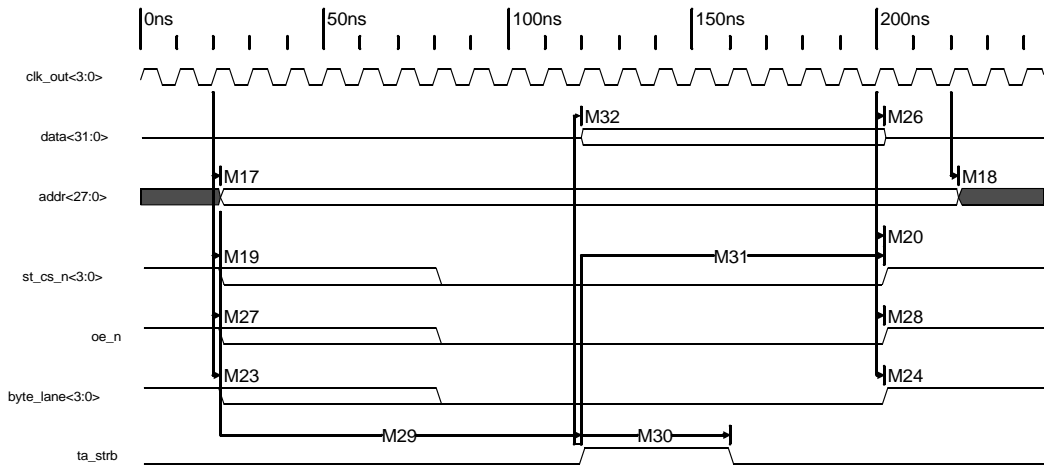 0ns 50ns 100ns 150ns 200ns
clk_out<3:0>
M32 M26
data<31:0>
M17 M18
addr<27:0>
M20
M19 M31
st_cs_n<3:0>
M27 M28
oe_n
M23 M24
byte_lane<3:0>
M29 M30
ta_strb